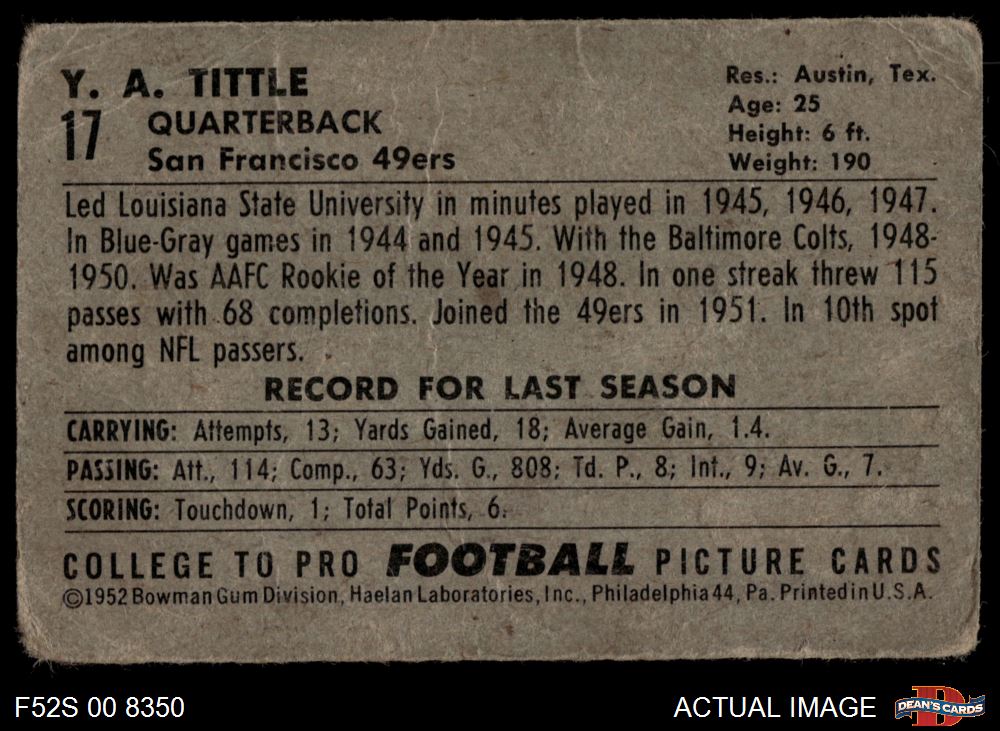 Y. A. TITTLE
17
QUARTERBACK
San Francisco 49ers
Res.: Austin, Tex.
Age: 25
Height: 6 ft.
Weight: 190
Led Louisiana State University in minutes played in 1945, 1946, 1947.
In Blue-Gray games in 1944 and 1945. With the Baltimore Colts, 1948-
1950. Was AAFC Rookie of the Year in 1948. In one streak threw 115
passes with 68 completions. Joined the 49ers in 1951. In 10th spot
among NFL passers.
RECORD FOR LAST SEASON
CARRYING: Attempts, 13; Yards Gained, 18; Average Gain, 1.4.
PASSING: Att., 114; Comp., 63; Yds. G., 808; Td. P., 8; Int., 9; Av. G., 7.
SCORING: Touchdown, 1; Total Points, 6.
COLLEGE TO PRO FOOTBALL PICTURE CARDS
©1952 Bowman Gum Division, Haelan Laboratories, Inc., Philadelphia 44, Pa. Printed in U.S.A.
F52S 00 8350
ACTUAL IMAGE
D
DEAN'S CARDS